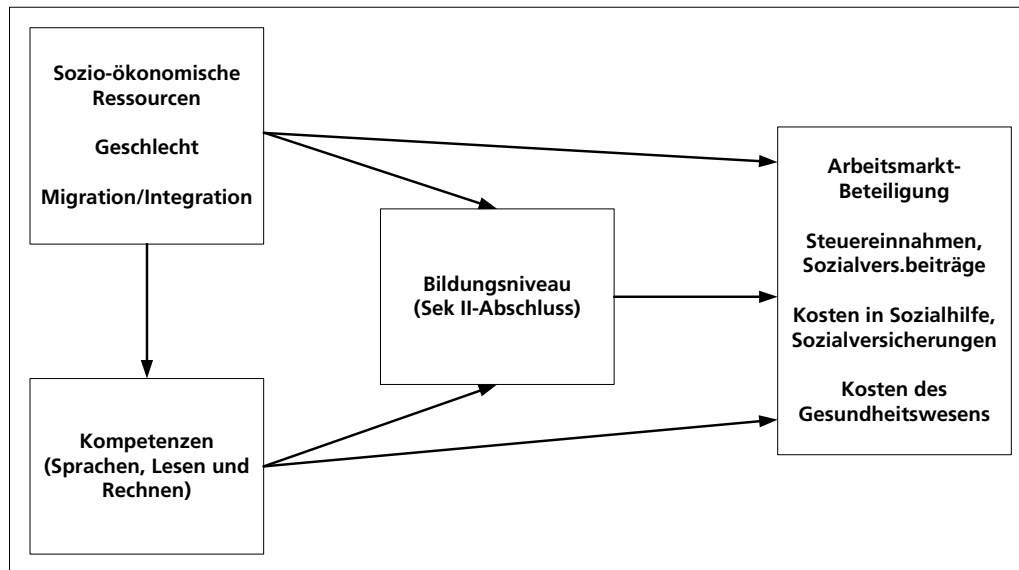 Sozio-ökonomische
Ressourcen
Geschlecht
Migration/Integration
Bildungsniveau
(Sek II-Abschluss)
Kompetenzen
(Sprachen, Lesen und
Rechnen)
Arbeitsmarkt-
Beteiligung
Steuereinnahmen,
Sozialvers.beiträge
Kosten in Sozialhilfe,
Sozialversicherungen
Kosten des
Gesundheitswesens